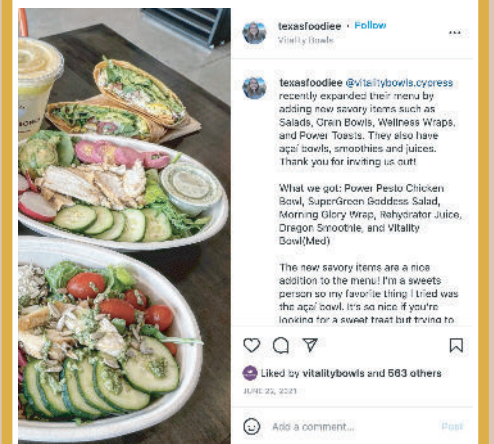 texasfoodiee • Follow
Vitality Bowls
...
texasfoodiee @vitalitybowls.cypress
recently expanded their menu by
adding new savory items such as
Salads, Grain Bowls, Wellness Wraps,
and Power Toasts. They also have
açaí bowls, smoothies and juices.
Thank you for inviting us out!
What we got: Power Pesto Chicken
Bowl, SuperGreen Goddess Salad,
Morning Glory Wrap, Rehydrator Juice,
Dragon Smoothie, and Vitality
Bowl(Med)
The new savory items are a nice
addition to the menu! I'm a sweets
person so my favorite thing I tried was
the açaí bowl. It's so nice if you're
looking for a sweet treat but trying to
Liked by vitalitybowls and 563 others
JUNE 22, 2021
Add a comment...
Post